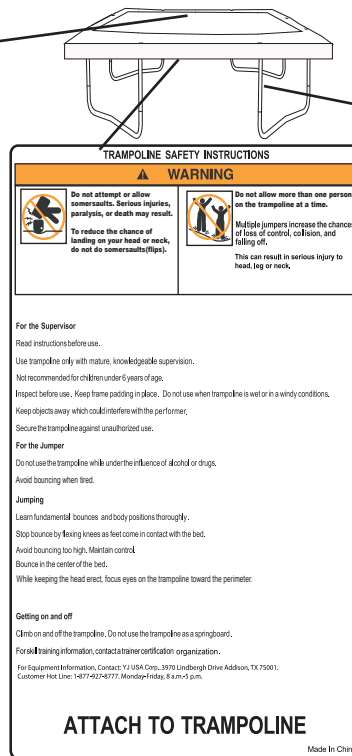 TRAMPOLINE SAFETY INSTRUCTIONS
WARNING
Do not attempt or allow
somersaults. Serious injuries,
paralysis, or death may result.
To reduce the chance of
landing on your head or neck,
do not do somersaults(flips).
Do not allow more than one person
on the trampoline at a time.
Multiple jumpers increase the chances
of loss of control, collision, and
falling off.
This can result in serious injury to
head, leg or neck.
For the Supervisor
Read instructions before use.
Use trampoline only with mature, knowledgeable supervision.
Not recommended for children under 6 years of age.
Inspect before use. Keep frame padding in place. Do not use when trampoline is wet or in a windy conditions.
Keep objects away which could interfere with the performer.
Secure the trampoline against unauthorized use.
For the Jumper
Do not use the trampoline while under the influence of alcohol or drugs.
Avoid bouncing when tired.
Jumping
Learn fundamental bounces and body positions thoroughly.
Stop bounce by flexing knees as feet come in contact with the bed.
Avoid bouncing too high. Maintain control.
Bounce in the center of the bed.
While keeping the head erect, focus eyes on the trampoline toward the perimeter.
Getting on and off
Climb on and off the trampoline. Do not use the trampoline as a springboard.
For skill training information, contact a trainer certification organization.
For Equipment Information, Contact: YJ USA Corp., 3970 Lindbergh Drive Addison, TX 75001.
Customer Hot Line: 1-877-927-8777. Monday-Friday, 8 a.m.-5 p.m.
ATTACH TO TRAMPOLINE
Made In Chin